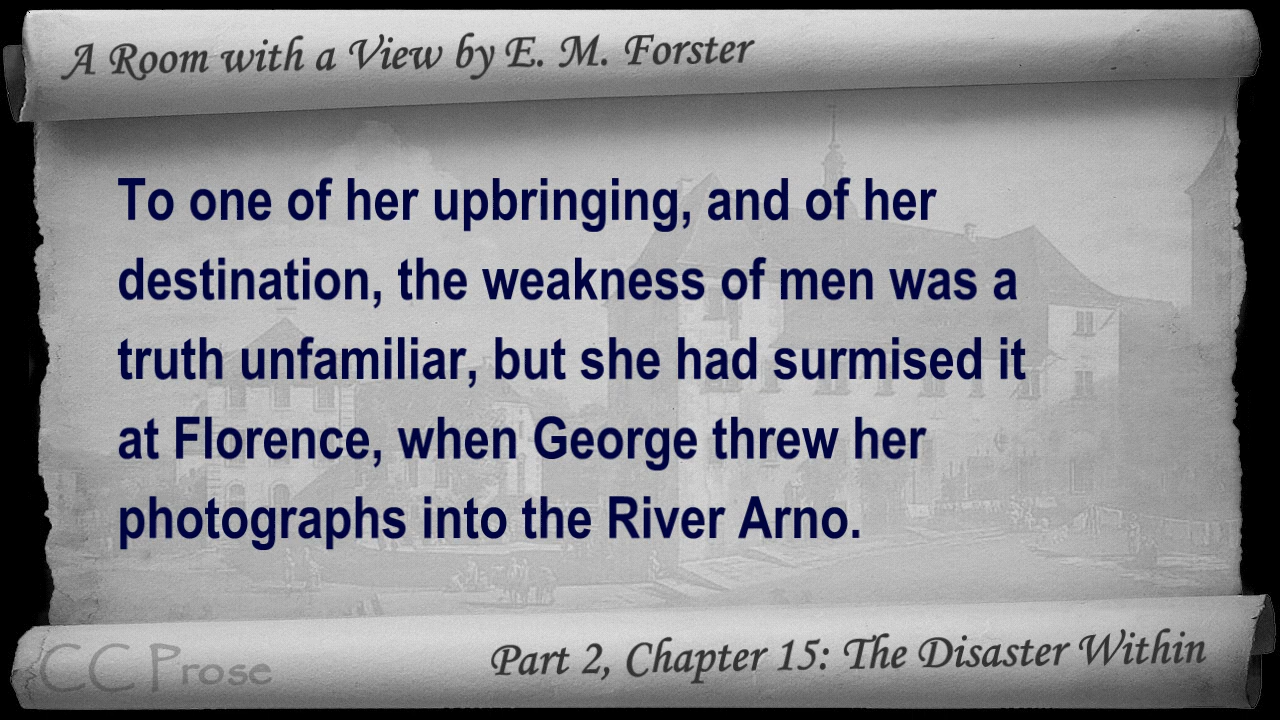 A Room with a View by E. M. Forster
To one of her upbringing, and of her
destination, the weakness of men was a
truth unfamiliar, but she had surmised it
at Florence, when George threw her
photographs into the River Arno.
CC Prose
Part 2, Chapter 15: The Disaster Within